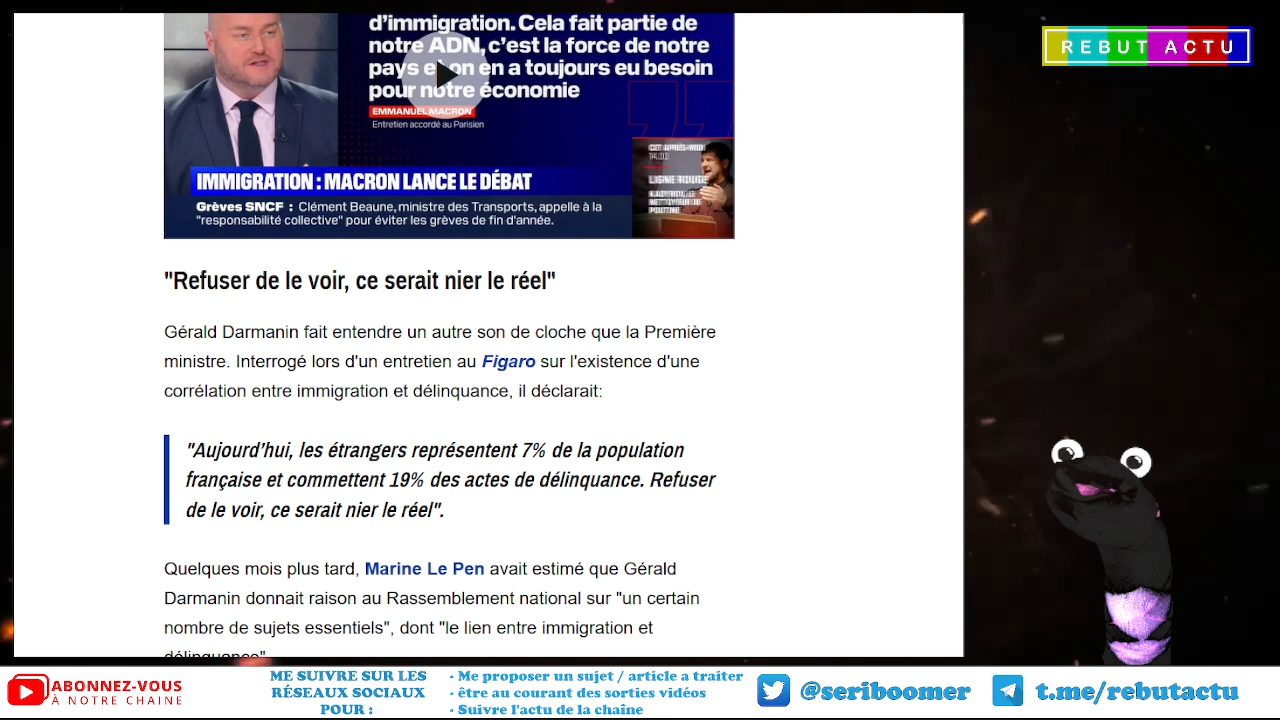 d’immigration. Cela fait partie de
notre ADN, c’est la force de notre
pays et on en a toujours eu besoin
pour notre économie
EMMANUEL MACRON
Entretien accordé au Parisien
IMMIGRATION : MACRON LANCE LE DÉBAT
Grèves SNCF : Clément Beaune, ministre des Transports, appelle à la
"responsabilité collective" pour éviter les grèves de fin d'année.
REBUT ACTU
"Refuser de le voir, ce serait nier le réel"
Gérald Darmanin fait entendre un autre son de cloche que la Première
ministre. Interrogé lors d'un entretien au Figaro sur l'existence d'une
corrélation entre immigration et délinquance, il déclarait:
"Aujourd’hui, les étrangers représentent 7% de la population
française et commettent 19% des actes de délinquance. Refuser
de le voir, ce serait nier le réel".
Quelques mois plus tard, Marine Le Pen avait estimé que Gérald
Darmanin donnait raison au Rassemblement national sur "un certain
nombre de sujets essentiels", dont "le lien entre immigration et
délinquance"
ABONNEZ-VOUS
À NOTRE CHAINE
ME SUIVRE SUR LES
RÉSEAUX SOCIAUX
POUR :
- Me proposer un sujet / article a traiter
- être au courant des sorties vidéos
- Suivre l'actu de la chaîne
@seriboomer
t.me/rebutactu